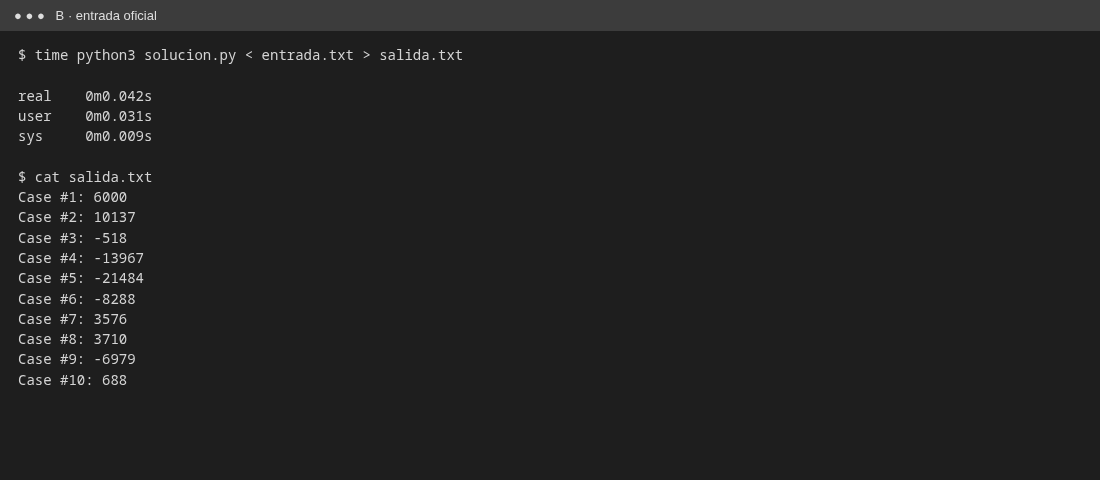 B · entrada oficial
$ time python3 solucion.py < entrada.txt > salida.txt
real    0m0.042s
user    0m0.031s
sys     0m0.009s
$ cat salida.txt
Case #1: 6000
Case #2: 10137
Case #3: -518
Case #4: -13967
Case #5: -21484
Case #6: -8288
Case #7: 3576
Case #8: 3710
Case #9: -6979
Case #10: 688